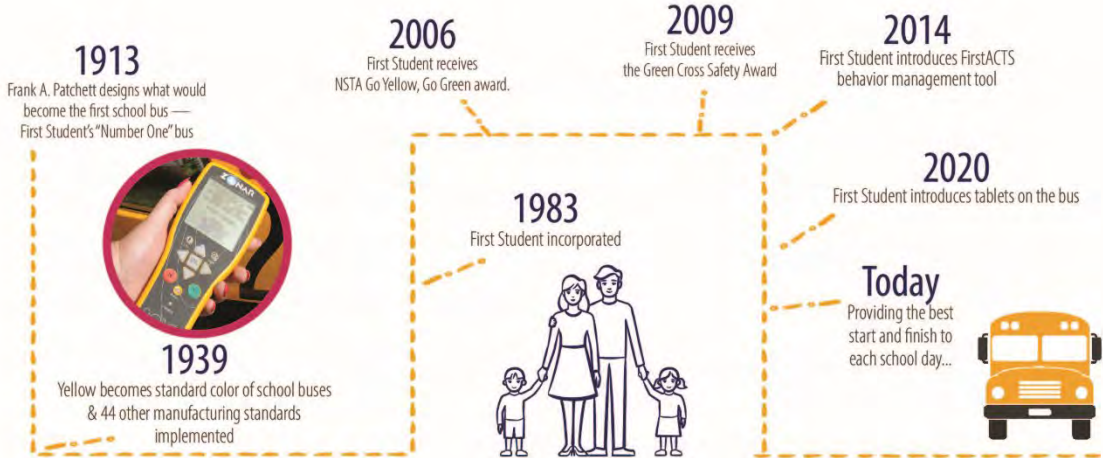 1913
Frank A. Patchett designs what would
become the first school bus —
First Student's "Number One" bus
ZONAR
1939
Yellow becomes standard color of school buses
& 44 other manufacturing standards
implemented
1983
First Student incorporated
2006
First Student receives
NSTA Go Yellow, Go Green award.
2009
First Student receives
the Green Cross Safety Award
2014
First Student introduces FirstACTS
behavior management tool
2020
First Student introduces tablets on the bus
Today
Providing the best
start and finish to
each school day...